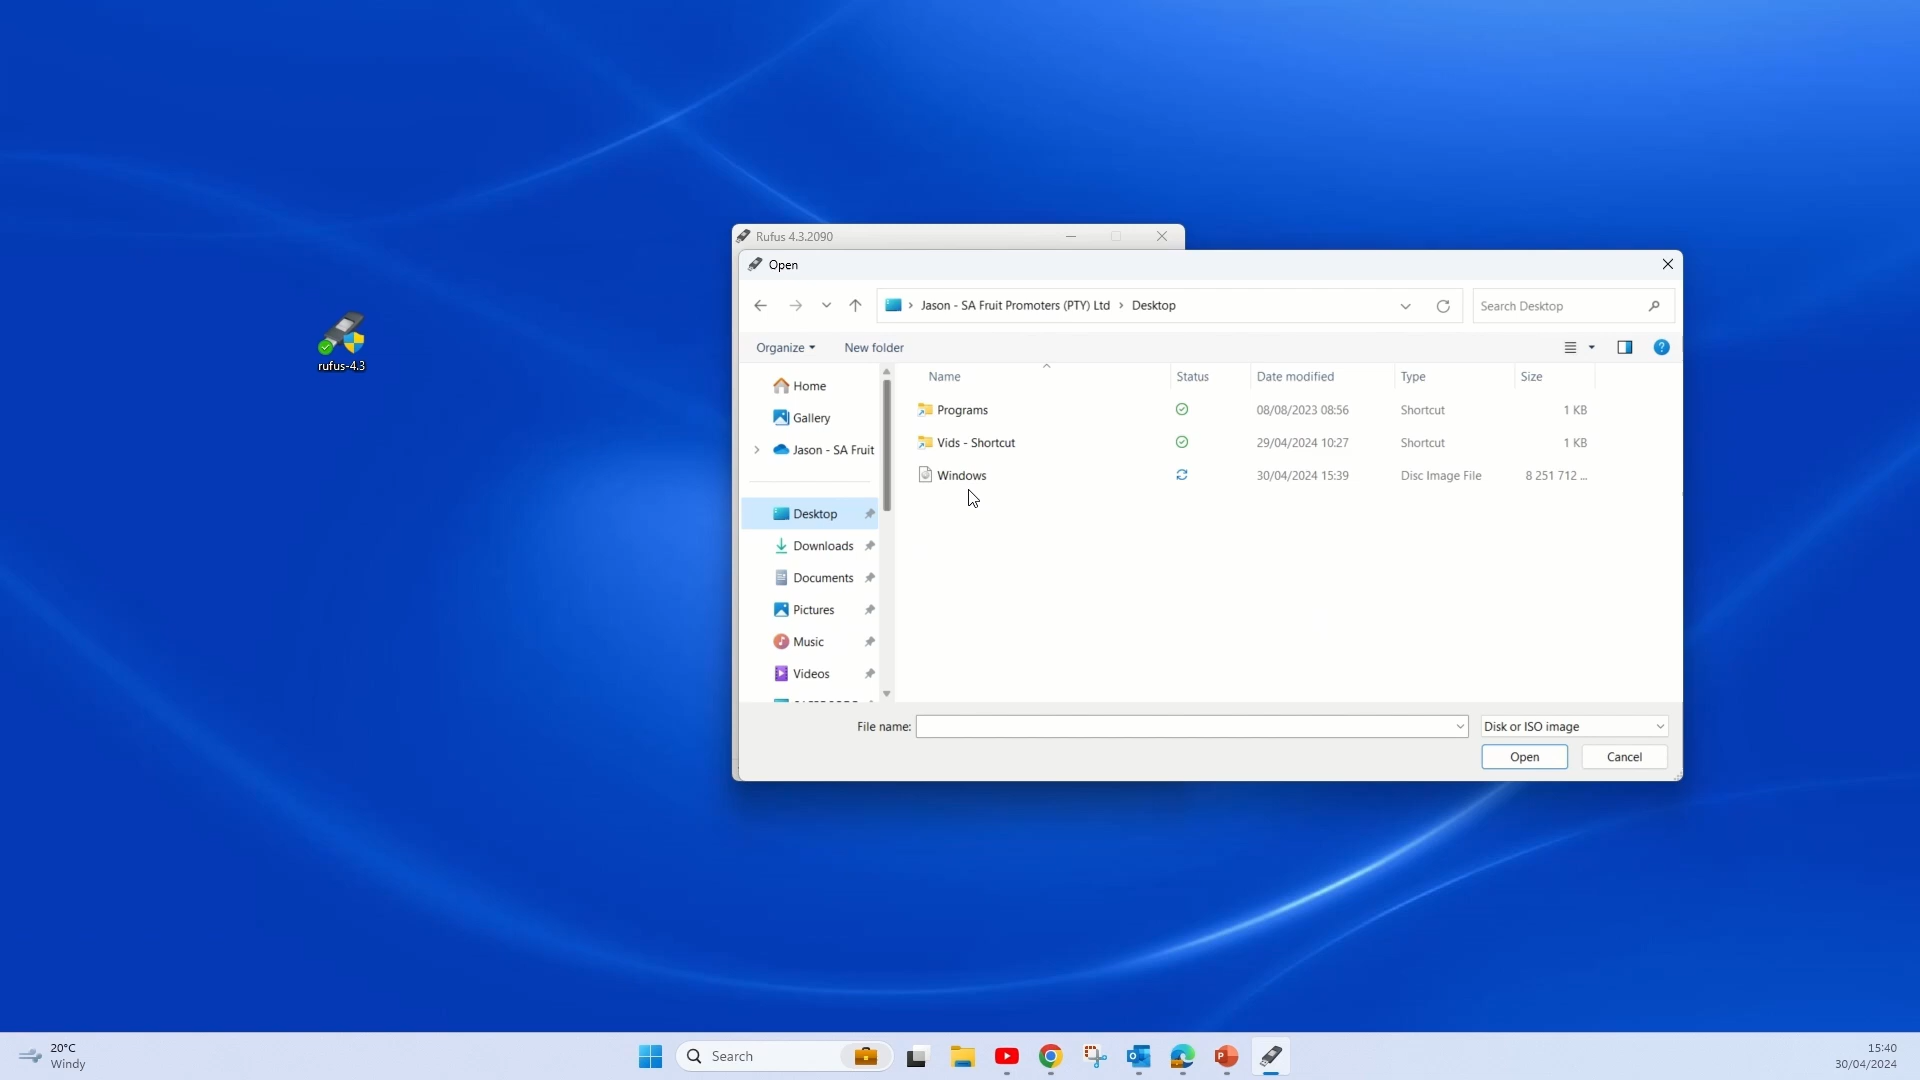 rufus-4.3
Rufus 4.3.2090
Open
Jason - SA Fruit Promoters (PTY) Ltd > Desktop
Search Desktop
Organize
New folder
Home
Gallery
Jason - SA Fruit
Desktop
Downloads
Documents
Pictures
Music
Videos
Name Status Date modified Type Size
Programs 08/08/2023 08:56 Shortcut 1 KB
Vids - Shortcut 29/04/2024 10:27 Shortcut 1 KB
Windows 30/04/2024 15:39 Disc Image File 8 251 712 ...
File name:
Disk or ISO image
Open
Cancel
20°C
Windy
Search
15:40
30/04/2024